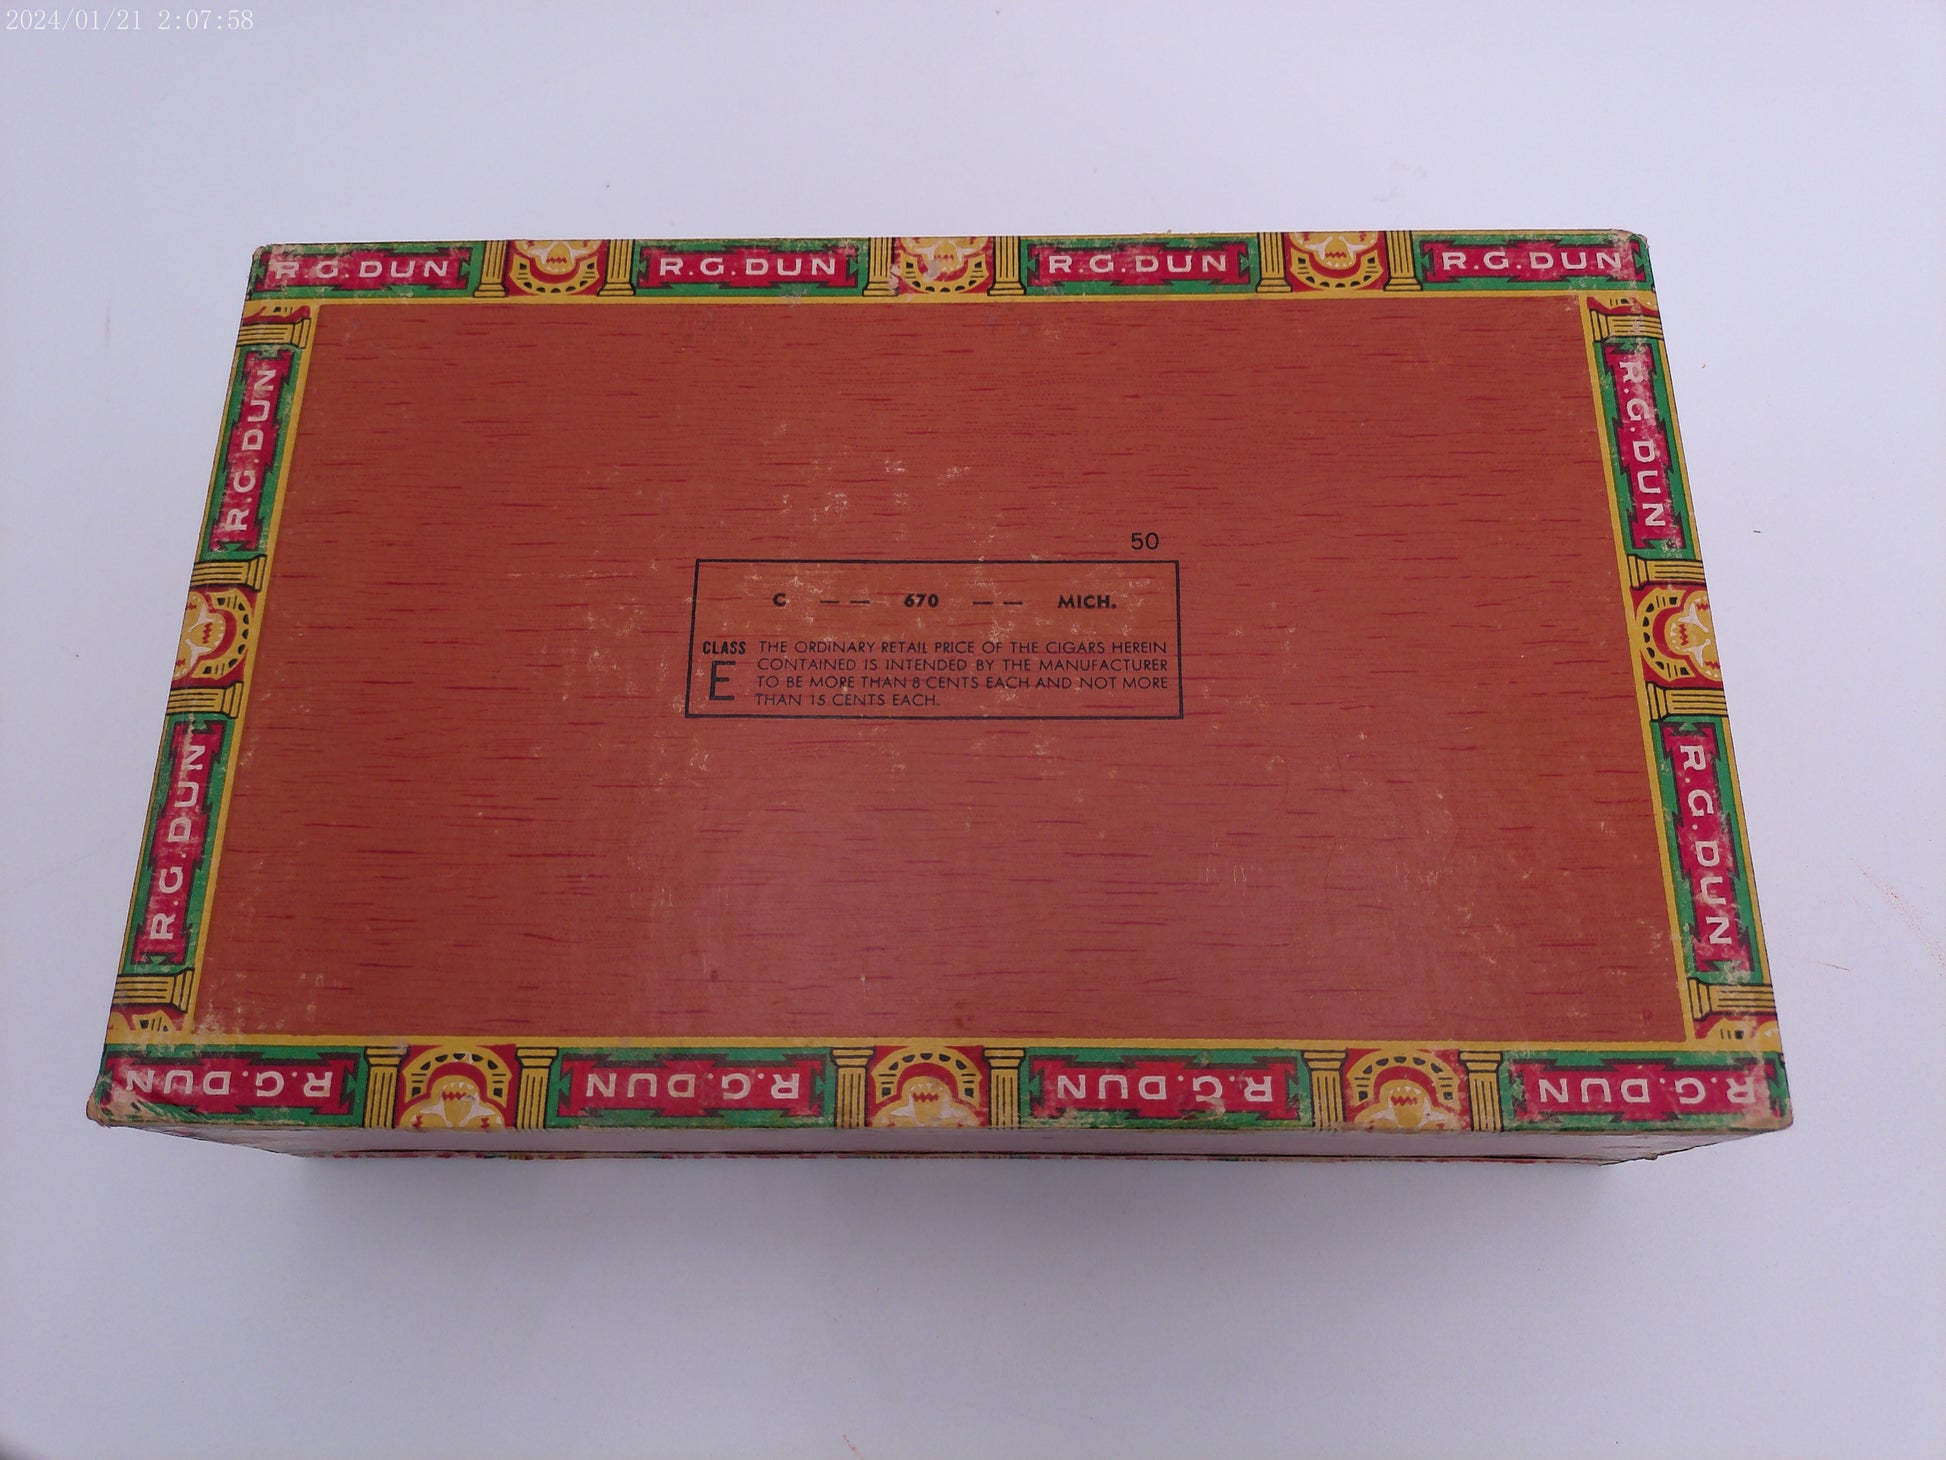 2024/01/21 2:07:58
R.G.DUN R.G.DUN R.G.DUN R.G.DUN
R.G.DUN
R.G.DUN
50
C -- 670 -- MICH.
CLASS E
THE ORDINARY RETAIL PRICE OF THE CIGARS HEREIN
CONTAINED IS INTENDED BY THE MANUFACTURER
TO BE MORE THAN 8 CENTS EACH AND NOT MORE
THAN 15 CENTS EACH.
R.G.DUN
R.G.DUN
R.G.DUN R.G.DUN R.G.DUN R.G.DUN